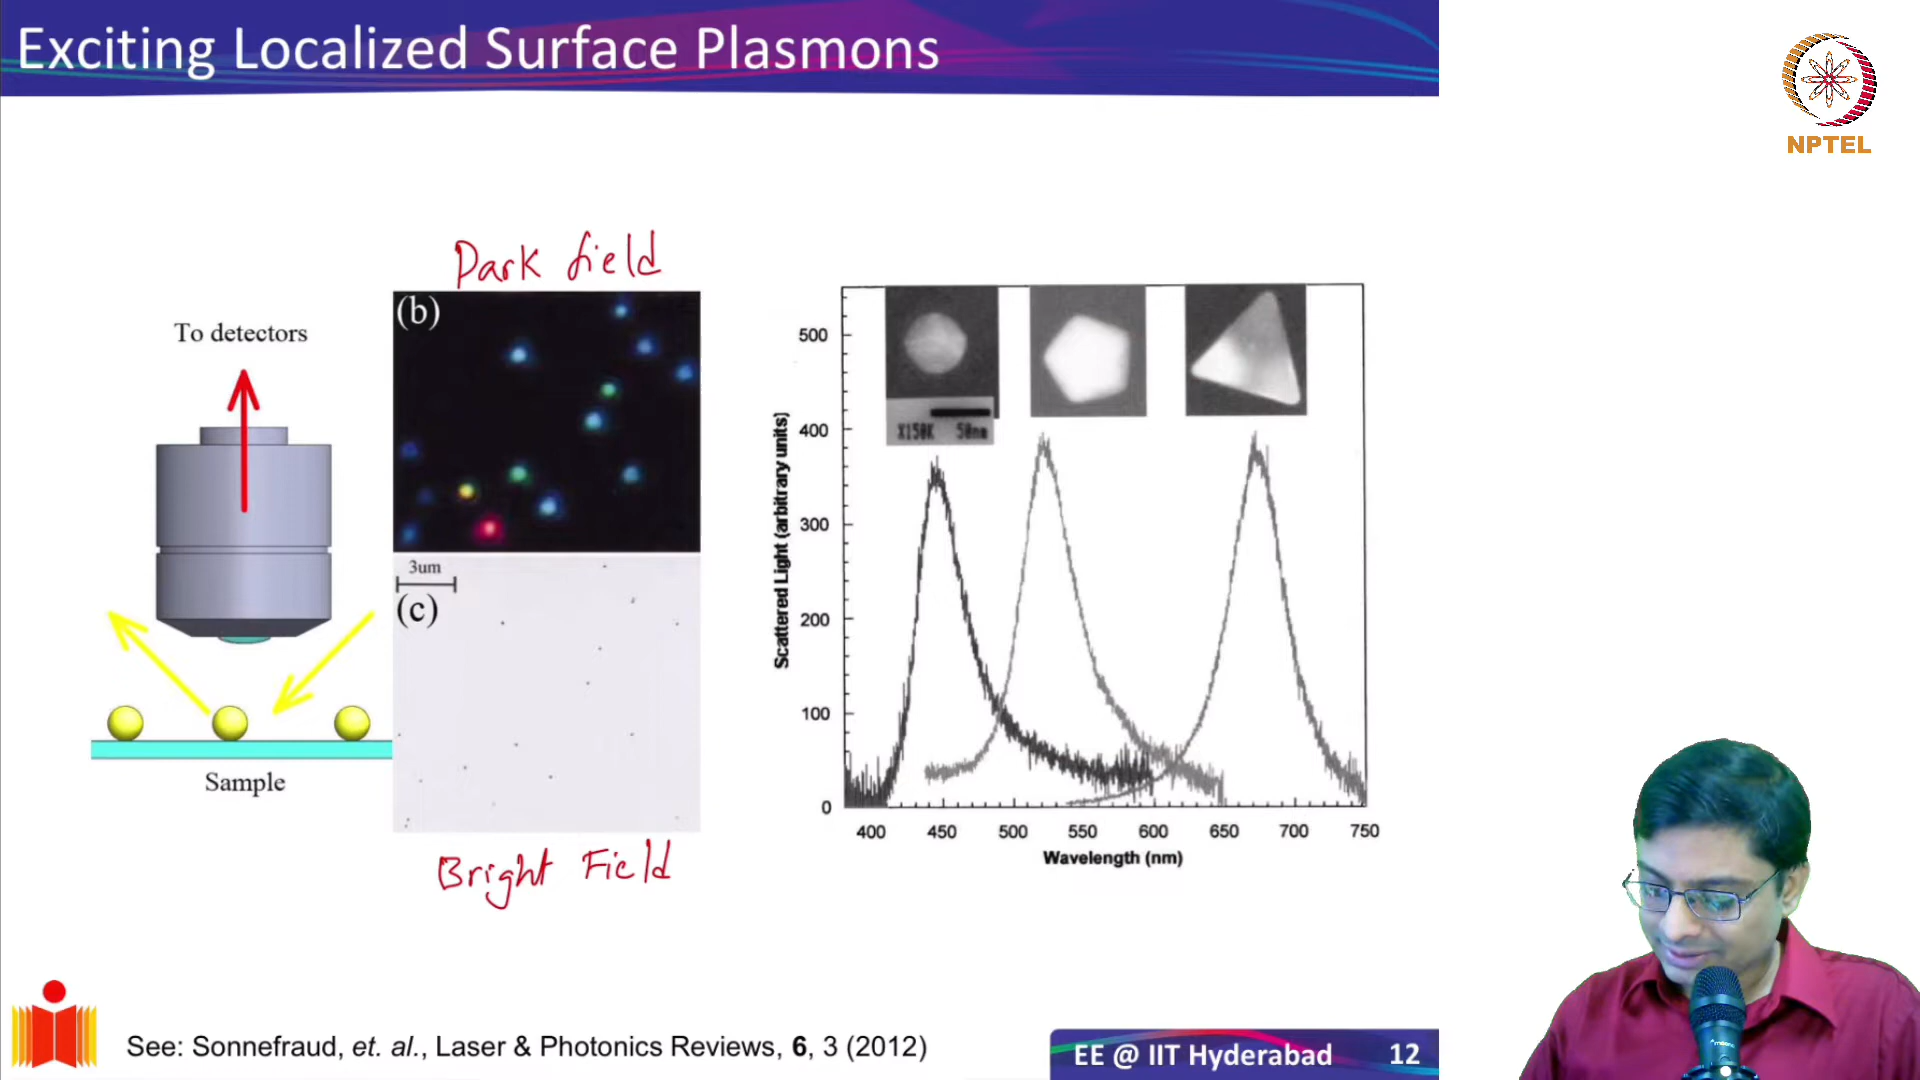 Exciting Localized Surface Plasmons
NPTEL
Dark field
(b)
To detectors
3um
(c)
Sample
Bright Field
X150K 50nm
Scattered Light (arbitrary units)
500
400
300
200
100
0
400 450 500 550 600 650 700 750
Wavelength (nm)
See: Sonnefraud, et. al., Laser & Photonics Reviews, 6, 3 (2012)
EE @ IIT Hyderabad 12